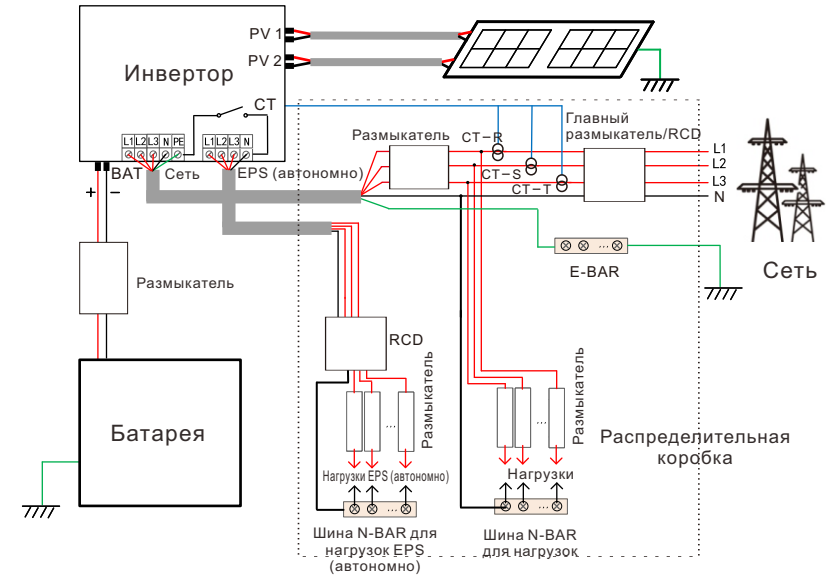 PV 1
Инвертор
PV 2
CT
L1 L2 L3 N PE
L1 L2 L3 N
BAT
Сеть
EPS (автономно)
+ −
Размыкатель
CT−R
CT−S
CT−T
Главный
размыкатель/RCD
L1
L2
L3
N
Сеть
E-BAR
Размыкатель
RCD
Размыкатель
Размыкатель
...
...
Батарея
Распределительная
коробка
Нагрузки EPS (автономно)
Нагрузки
...
...
Шина N-BAR для
нагрузок EPS
(автономно)
Шина N-BAR
для нагрузок